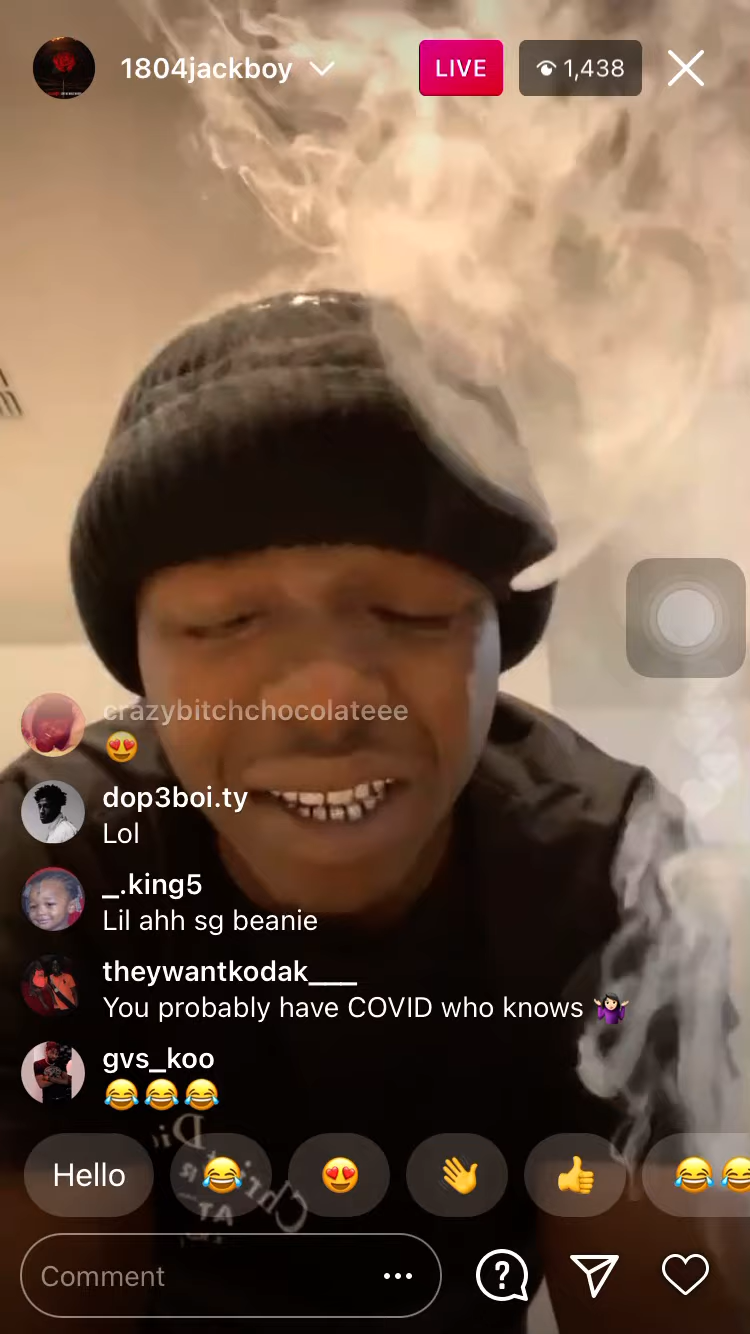 1804jackboy
LIVE
1,438
crazybitchchocolateee
😍
dop3boi.ty
Lol
_.king5
Lil ahh sg beanie
theywantkodak___
You probably have COVID who knows 🤷🏻‍♀️
gvs_koo
😂😂😂
Hello 😂 😍 👋 👍 😂😂
Comment